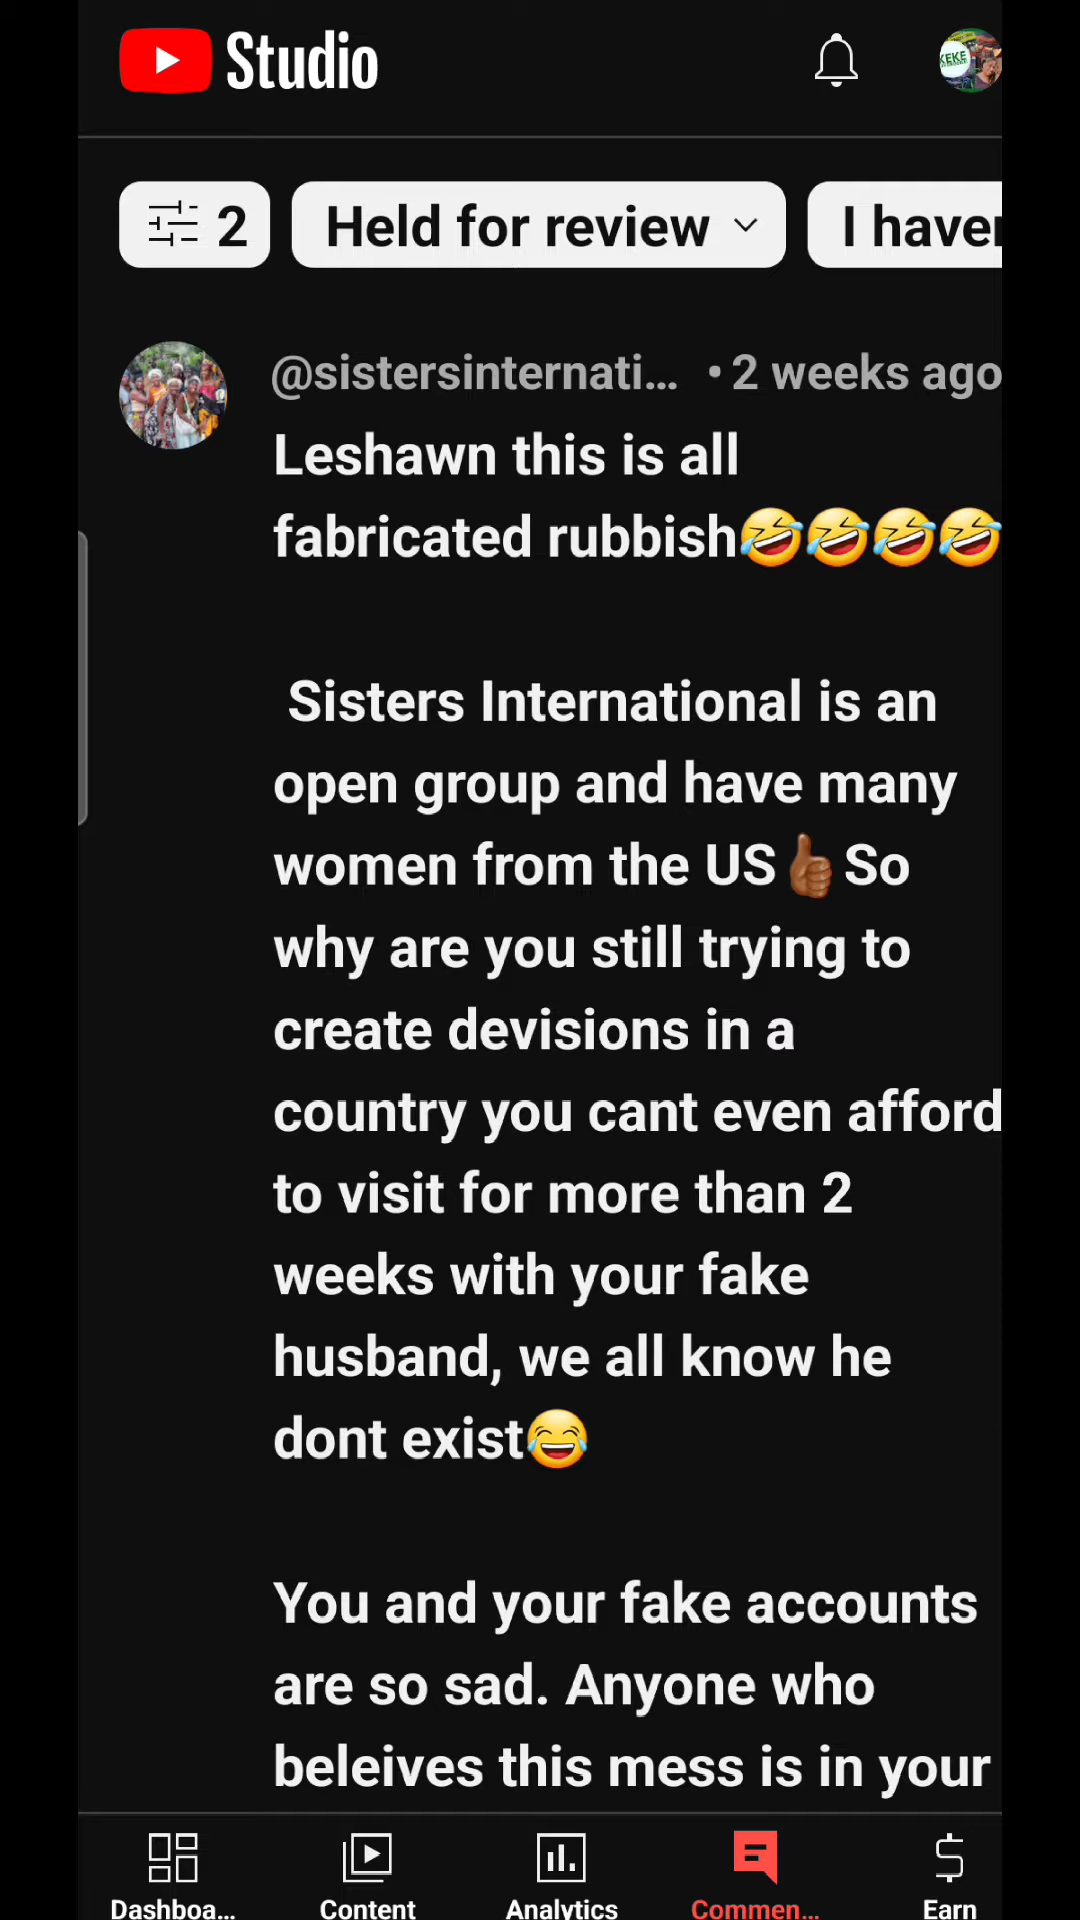 Studio
KEKE
2 Held for review I haven
@sistersinternati... • 2 weeks ago
Leshawn this is all
fabricated rubbish🤣🤣🤣🤣
Sisters International is an
open group and have many
women from the US👍🏾So
why are you still trying to
create devisions in a
country you cant even afford
to visit for more than 2
weeks with your fake
husband, we all know he
dont exist😂
You and your fake accounts
are so sad. Anyone who
beleives this mess is in your
Dashboa... Content Analytics Commen... Earn